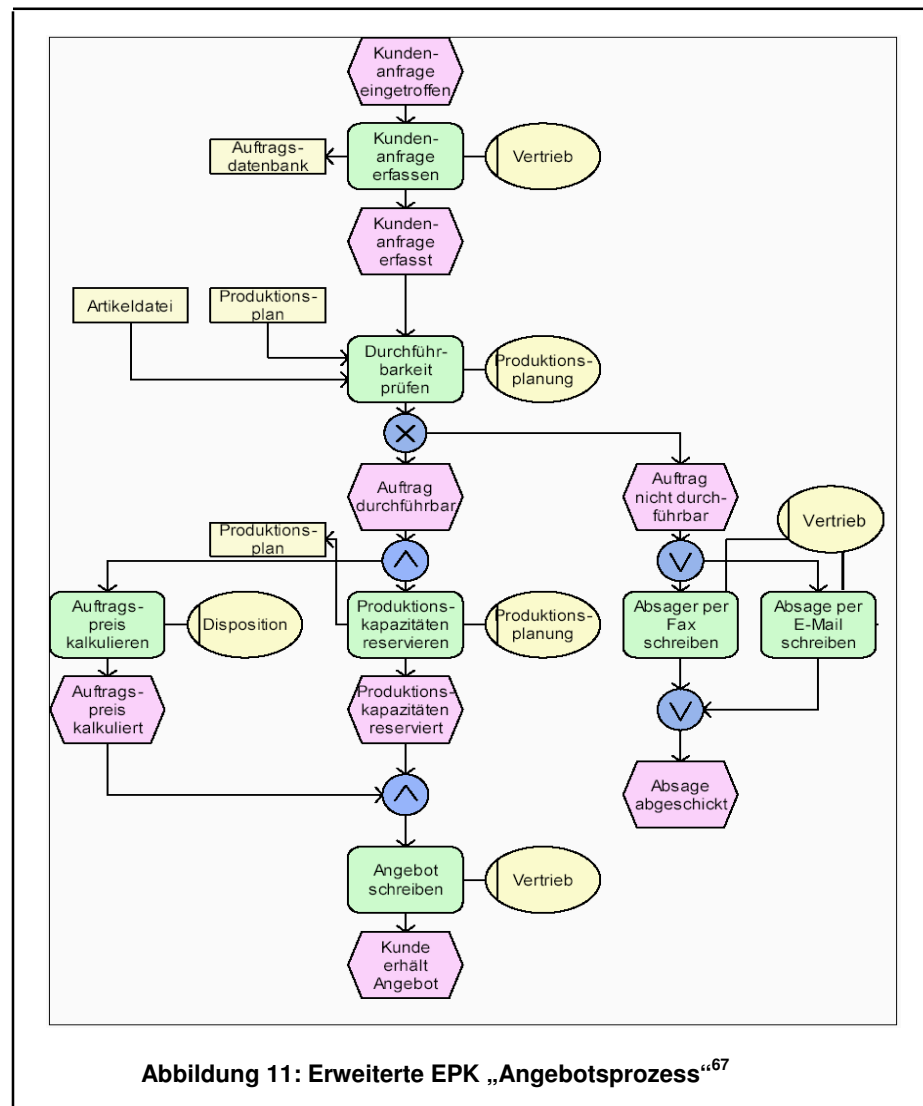 Kunden-
anfrage
eingetroffen
Auftrags-
datenbank
Kunden-
anfrage
erfassen
Vertrieb
Kunden-
anfrage
erfasst
Artikeldatei
Produktions-
plan
Durchführ-
barkeit
prüfen
Produktions-
planung
Auftrag
durchführbar
Auftrag
nicht durch-
führbar
Vertrieb
Produktions-
plan
Auftrags-
preis
kalkulieren
Disposition
Produktions-
kapazitäten
reservieren
Produktions-
planung
Absager per
Fax
schreiben
Absage per
E-Mail
schreiben
Auftrags-
preis
kalkuliert
Produktions-
kapazitäten
reserviert
Absage
abgeschickt
Angebot
schreiben
Vertrieb
Kunde
erhält
Angebot
Abbildung 11: Erweiterte EPK „Angebotsprozess“67